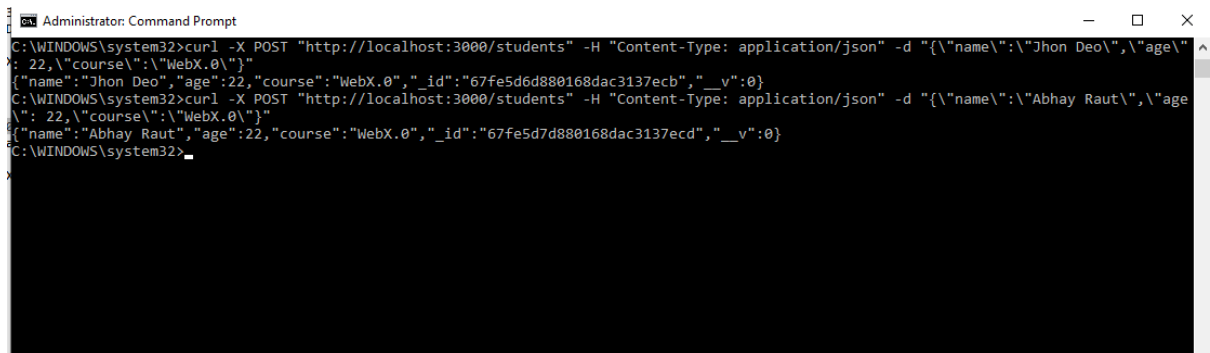 Administrator: Command Prompt
C:\WINDOWS\system32>curl -X POST "http://localhost:3000/students" -H "Content-Type: application/json" -d "{\"name\":\"Jhon Deo\",\"age\"
: 22,\"course\":\"WebX.0\"}"
{"name":"Jhon Deo","age":22,"course":"WebX.0","_id":"67fe5d6d880168dac3137ecb","__v":0}
C:\WINDOWS\system32>curl -X POST "http://localhost:3000/students" -H "Content-Type: application/json" -d "{\"name\":\"Abhay Raut\",\"age
\": 22,\"course\":\"WebX.0\"}"
{"name":"Abhay Raut","age":22,"course":"WebX.0","_id":"67fe5d7d880168dac3137ecd","__v":0}
C:\WINDOWS\system32>